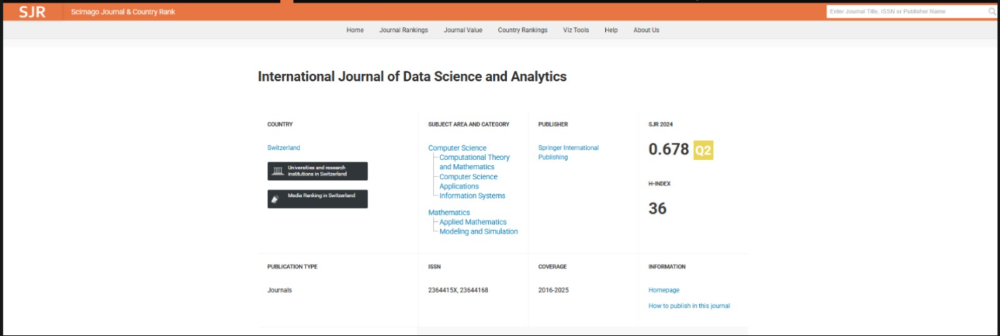 SJR
Scimago Journal & Country Rank
Enter Journal Title, ISSN or Publisher Name
Home
Journal Rankings
Journal Value
Country Rankings
Viz Tools
Help
About Us
International Journal of Data Science and Analytics
COUNTRY
Switzerland
Universities and research
institutions in Switzerland
Media Ranking in Switzerland
SUBJECT AREA AND CATEGORY
Computer Science
Computational Theory
and Mathematics
Computer Science
Applications
Information Systems
Mathematics
Applied Mathematics
Modeling and Simulation
PUBLISHER
Springer International
Publishing
SJR 2024
0.678 Q2
H-INDEX
36
PUBLICATION TYPE
Journals
ISSN
2364415X, 23644168
COVERAGE
2016-2025
INFORMATION
Homepage
How to publish in this journal